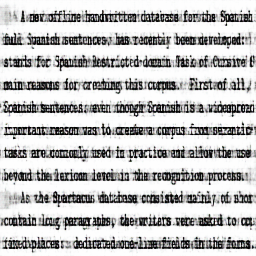 A new offline handwritten database for the Spanish
full Spanish sentences, has recently been developed:
stands for Spanish Restricted-domain Task of Cursive
main reasons for creating this corpus. First of all,
Spanish sentences, even though Spanish is a widespread
important reason was to create a corpus from semantic
tasks are commonly used in practice and allow the use
beyond the lexicon level in the recognition process.
As the Spartacus database consisted mainly of
contain long paragraphs, the writers were asked to
fixed places: dedicated one-line fields in the forms.